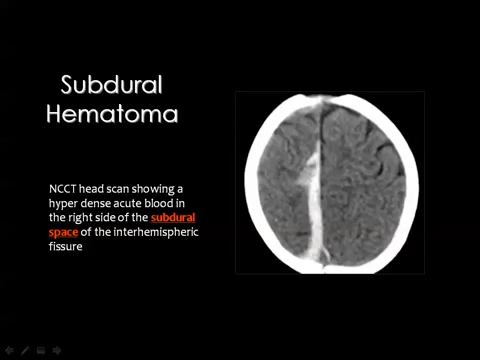 Subdural
Hematoma
NCCT head scan showing a
hyper dense acute blood in
the right side of the subdural
space of the interhemispheric
fissure